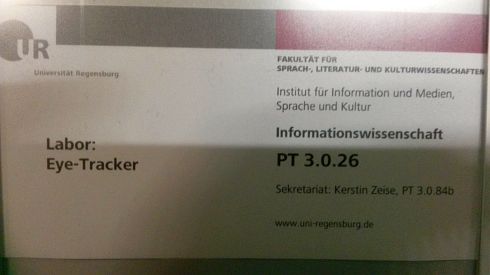 UR
Universität Regensburg
Labor:
Eye-Tracker
FAKULTÄT FÜR
SPRACH-, LITERATUR- UND KULTURWISSENSCHAFTEN
Institut für Information und Medien,
Sprache und Kultur
Informationswissenschaft
PT 3.0.26
Sekretariat: Kerstin Zeise, PT 3.0.84b
www.uni-regensburg.de